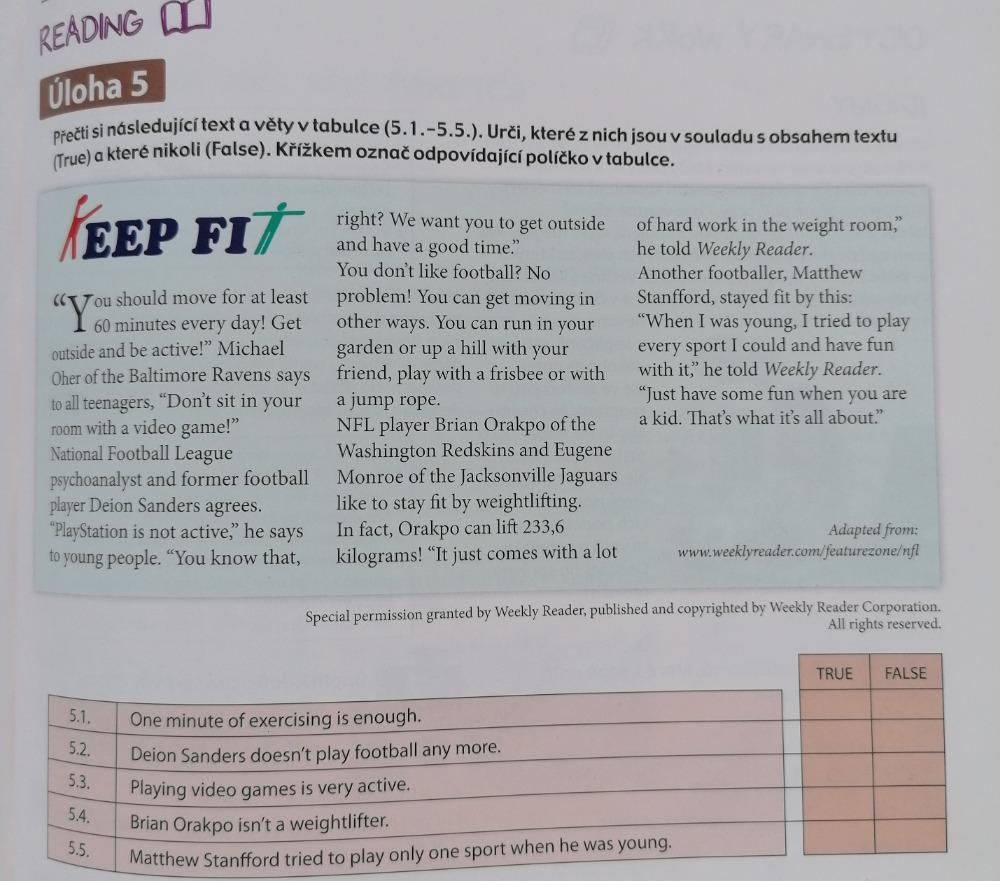 READING
Úloha 5
Přečti si následující text a věty v tabulce (5.1.–5.5.). Urči, které z nich jsou v souladu s obsahem textu
(True) a které nikoli (False). Křížkem označ odpovídající políčko v tabulce.
KEEP FIT
“You should move for at least
60 minutes every day! Get
outside and be active!” Michael
Oher of the Baltimore Ravens says
to all teenagers, “Don’t sit in your
room with a video game!”
National Football League
psychoanalyst and former football
player Deion Sanders agrees.
“PlayStation is not active,” he says
to young people. “You know that,
right? We want you to get outside
and have a good time.”
You don’t like football? No
problem! You can get moving in
other ways. You can run in your
garden or up a hill with your
friend, play with a frisbee or with
a jump rope.
NFL player Brian Orakpo of the
Washington Redskins and Eugene
Monroe of the Jacksonville Jaguars
like to stay fit by weightlifting.
In fact, Orakpo can lift 233,6
kilograms! “It just comes with a lot
of hard work in the weight room,”
he told Weekly Reader.
Another footballer, Matthew
Stanfford, stayed fit by this:
“When I was young, I tried to play
every sport I could and have fun
with it,” he told Weekly Reader.
“Just have some fun when you are
a kid. That’s what it’s all about.”
Adapted from:
www.weeklyreader.com/featurezone/nfl
Special permission granted by Weekly Reader, published and copyrighted by Weekly Reader Corporation.
All rights reserved.
TRUE FALSE
5.1. One minute of exercising is enough.
5.2. Deion Sanders doesn’t play football any more.
5.3. Playing video games is very active.
5.4. Brian Orakpo isn’t a weightlifter.
5.5. Matthew Stanfford tried to play only one sport when he was young.